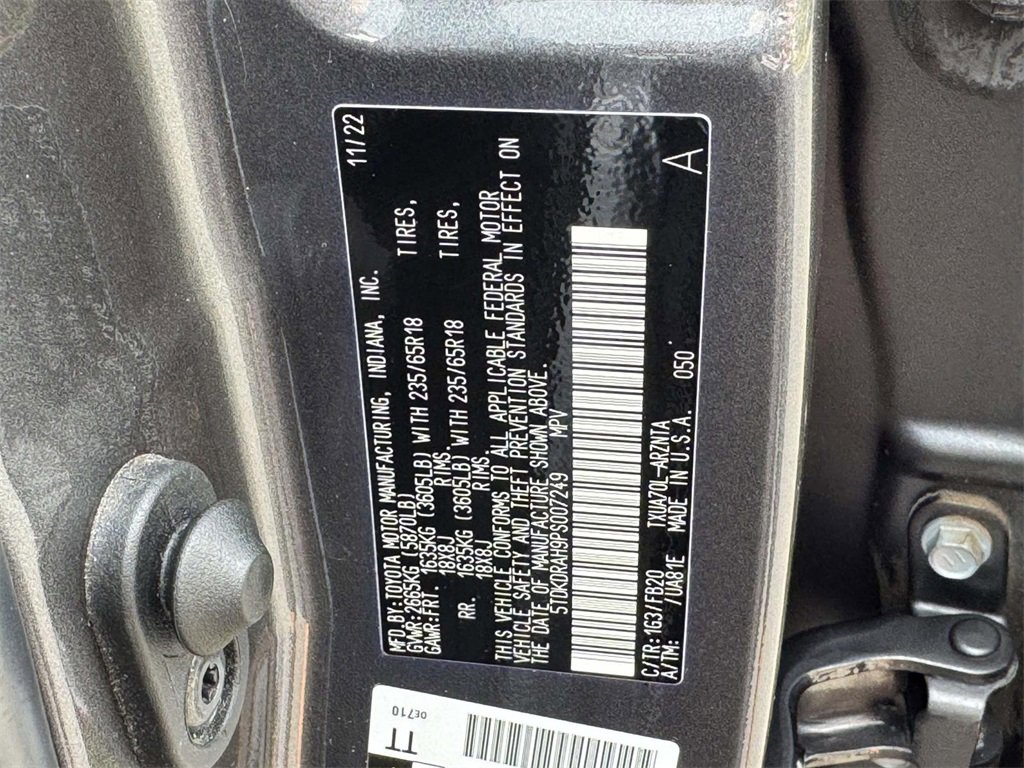 MFD.BY:TOYOTA MOTOR MANUFACTURING, INDIANA, INC. 11/22
GVWR:2665KG (5870LB)
GAWR:FRT. 1635KG (3605LB) WITH 235/65R18 TIRES,
18X8J RIMS,
RR. 1635KG (3605LB) WITH 235/65R18 TIRES,
18X8J RIMS.
THIS VEHICLE CONFORMS TO ALL APPLICABLE FEDERAL MOTOR
VEHICLE SAFETY AND THEFT PREVENTION STANDARDS IN EFFECT ON
THE DATE OF MANUFACTURE SHOWN ABOVE.
5TDKDRAH9PS007249 MPV
C/TR:1G3/FB20 TXUA70L-ARZNTA
A/TM: /UA81E MADE IN U.S.A. 050
A
0E710
TT